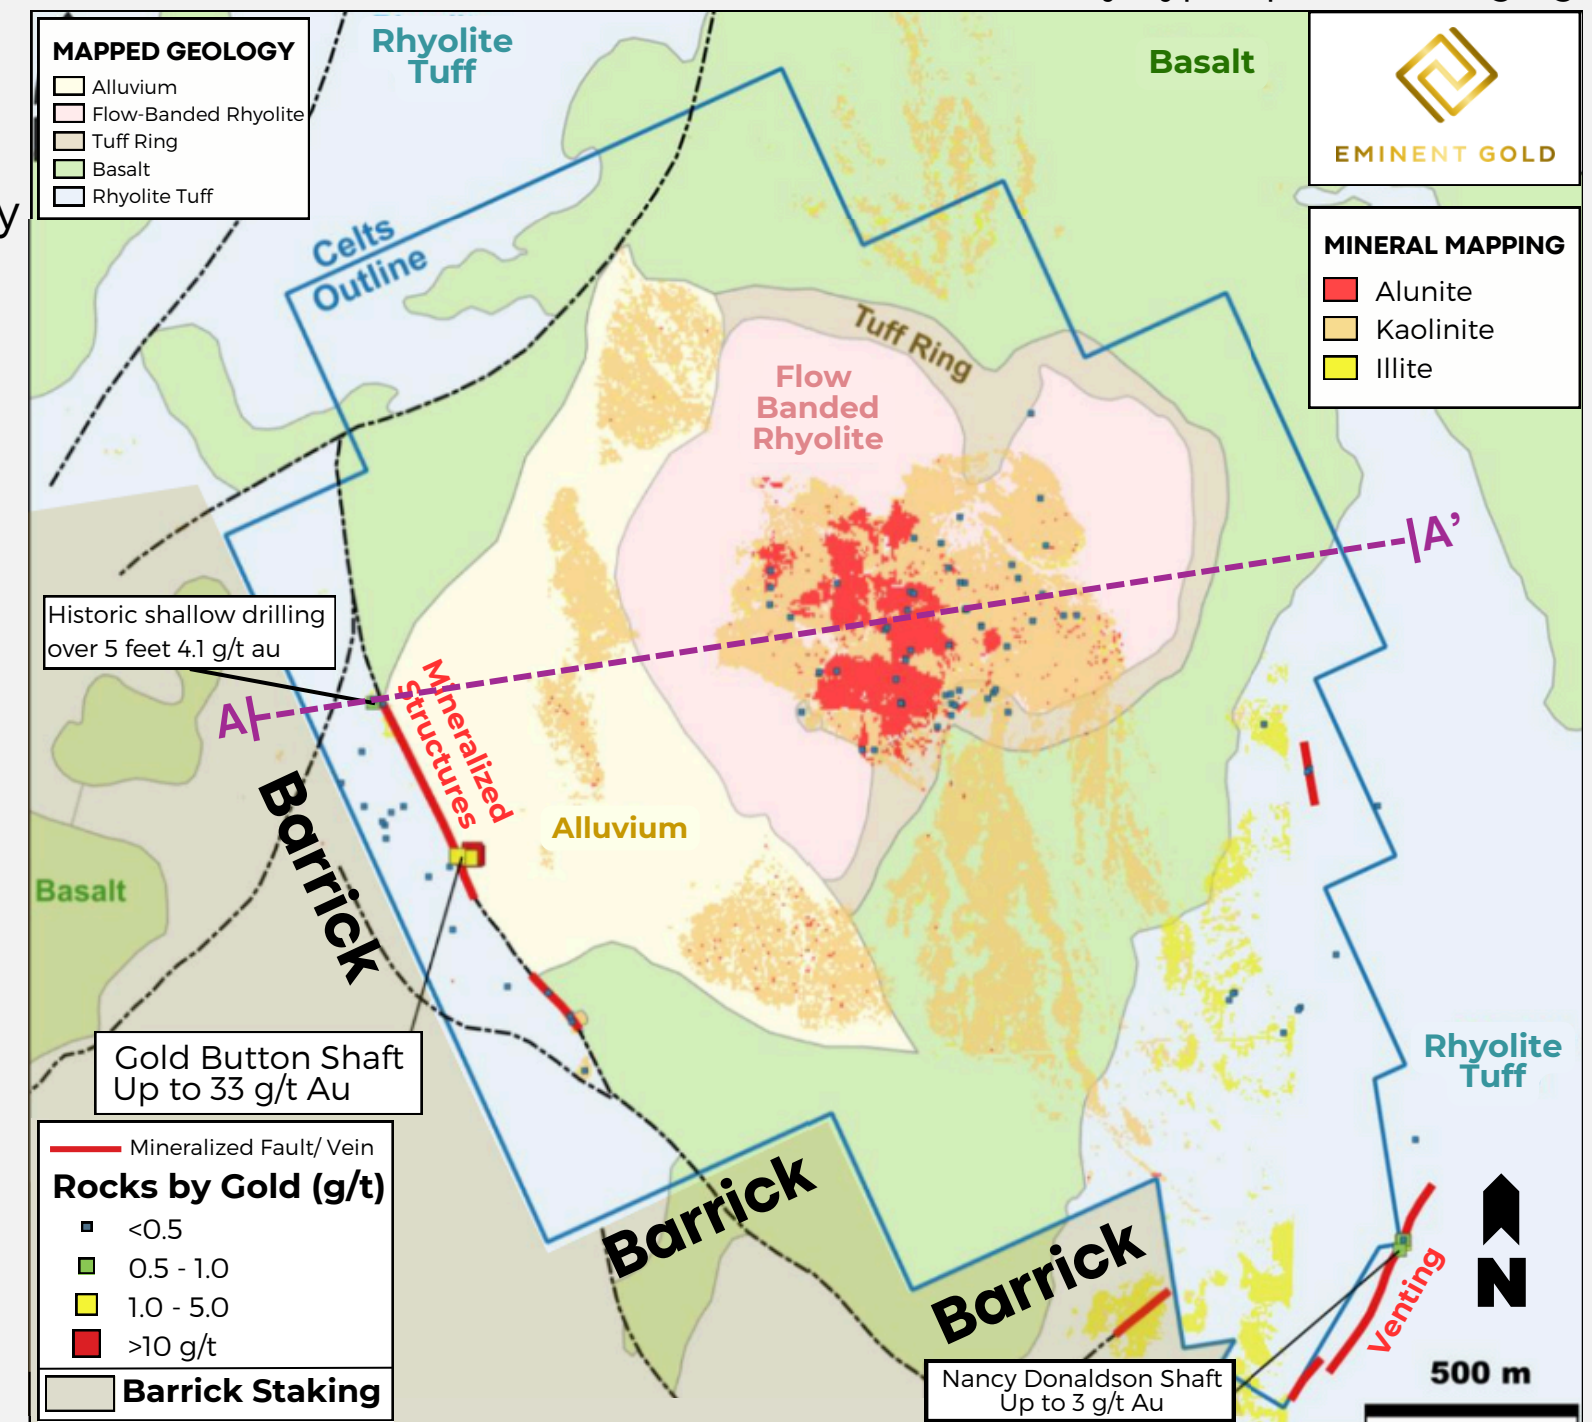 MAPPED GEOLOGY
Alluvium
Flow-Banded Rhyolite
Tuff Ring
Basalt
Rhyolite Tuff
Rhyolite
Tuff
Basalt
EMINENT GOLD
MINERAL MAPPING
Alunite
Kaolinite
Illite
y
Celts
Outline
Tuff Ring
Flow
Banded
Rhyolite
A'
Historic shallow drilling
over 5 feet 4.1 g/t au
A
Mineralized
Structures
Barrick
Alluvium
Basalt
Gold Button Shaft
Up to 33 g/t Au
Rhyolite
Tuff
Mineralized Fault/ Vein
Rocks by Gold (g/t)
<0.5
0.5 - 1.0
1.0 - 5.0
>10 g/t
Barrick Staking
Barrick
Barrick
Venting
N
Nancy Donaldson Shaft
Up to 3 g/t Au
500 m